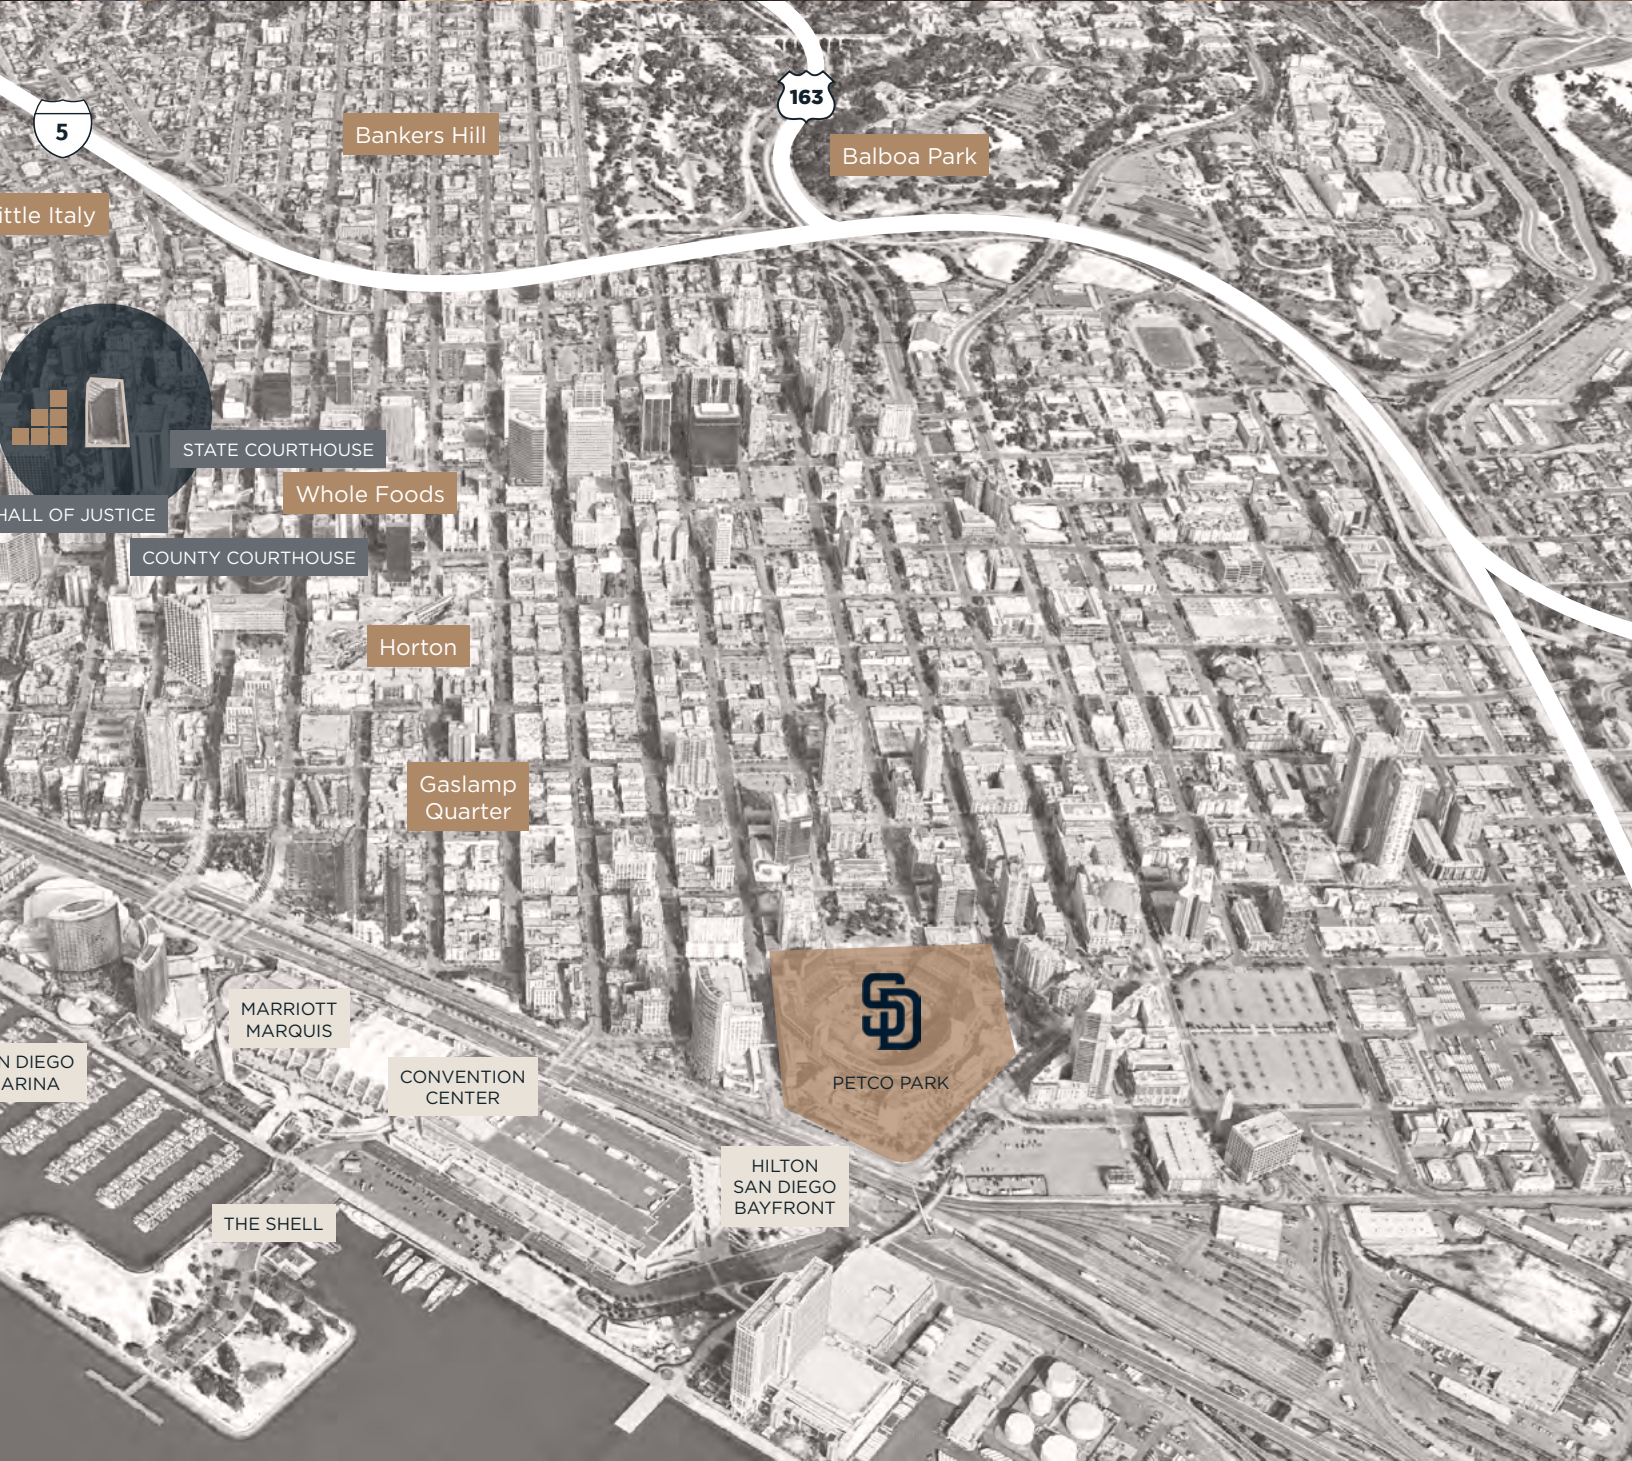 163
5
Bankers Hill
Balboa Park
ittle Italy
STATE COURTHOUSE
Whole Foods
HALL OF JUSTICE
COUNTY COURTHOUSE
Horton
Gaslamp
Quarter
SD
MARRIOTT
MARQUIS
N DIEGO
ARINA
CONVENTION
CENTER
PETCO PARK
HILTON
SAN DIEGO
BAYFRONT
THE SHELL